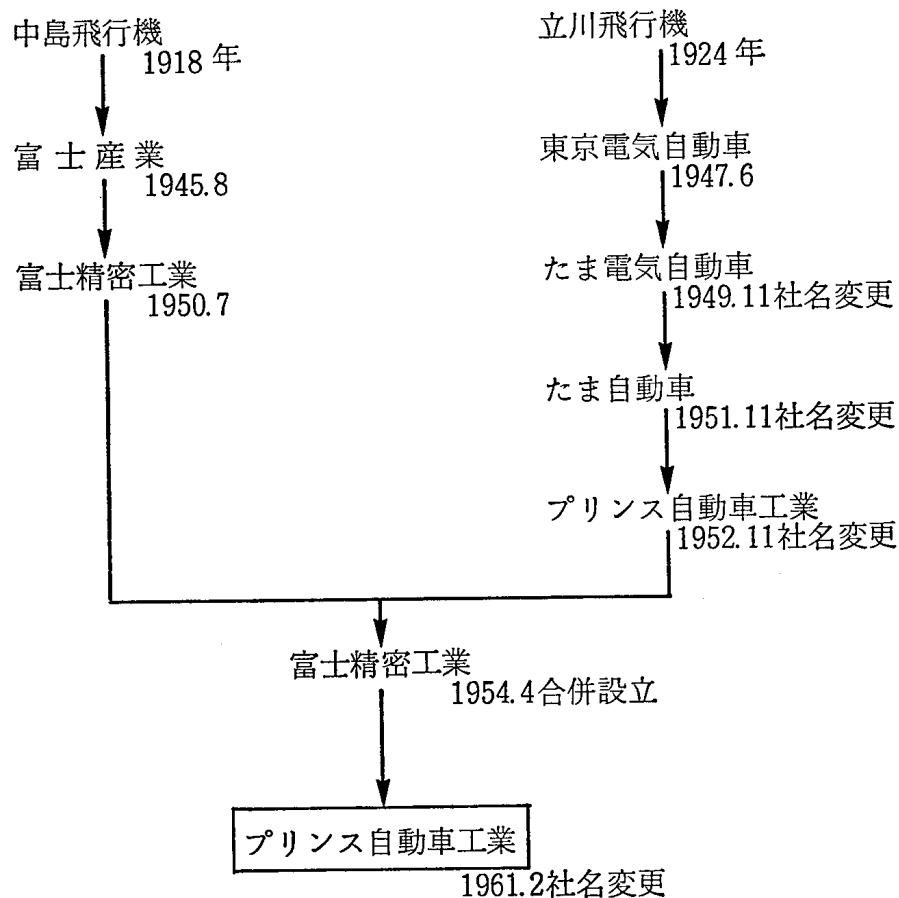 中島飛行機
1918年
富士産業
1945.8
富士精密工業
1950.7
立川飛行機
1924年
東京電気自動車
1947.6
たま電気自動車
1949.11社名変更
たま自動車
1951.11社名変更
プリンス自動車工業
1952.11社名変更
富士精密工業
1954.4合併設立
プリンス自動車工業
1961.2社名変更